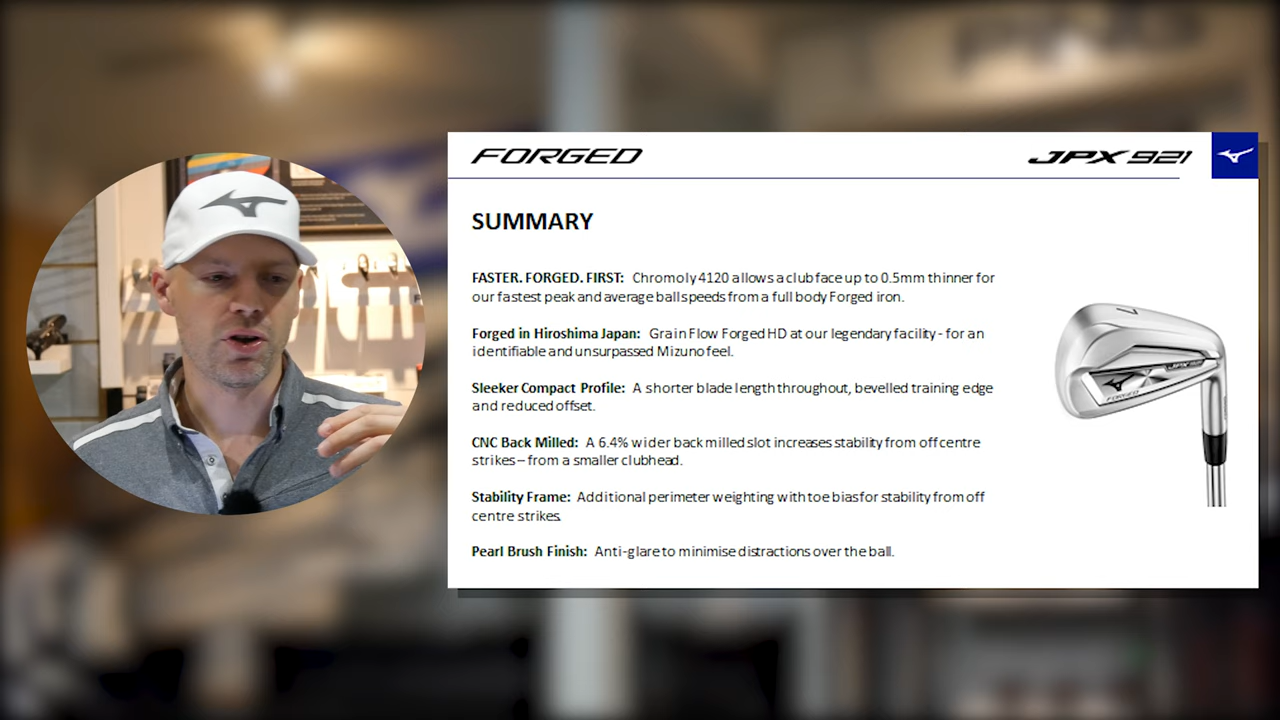 FORGED
JPX 921
SUMMARY
FASTER. FORGED. FIRST: Chromoly 4120 allows a clubface up to 0.5mm thinner for
our fastest peak and average ball speeds from a full body Forged iron.
Forged in Hiroshima Japan: Grain Flow Forged HD at our legendary facility - for an
identifiable and unsurpassed Mizuno feel.
Sleeker Compact Profile: A shorter blade length throughout, bevelled training edge
and reduced offset.
CNC Back Milled: A 6.4% wider back milled slot increases stability from off centre
strikes – from a smaller clubhead.
Stability Frame: Additional perimeter weighting with toe bias for stability from off
centre strikes.
Pearl Brush Finish: Anti-glare to minimise distractions over the ball.
7
JPX 921
FORGED